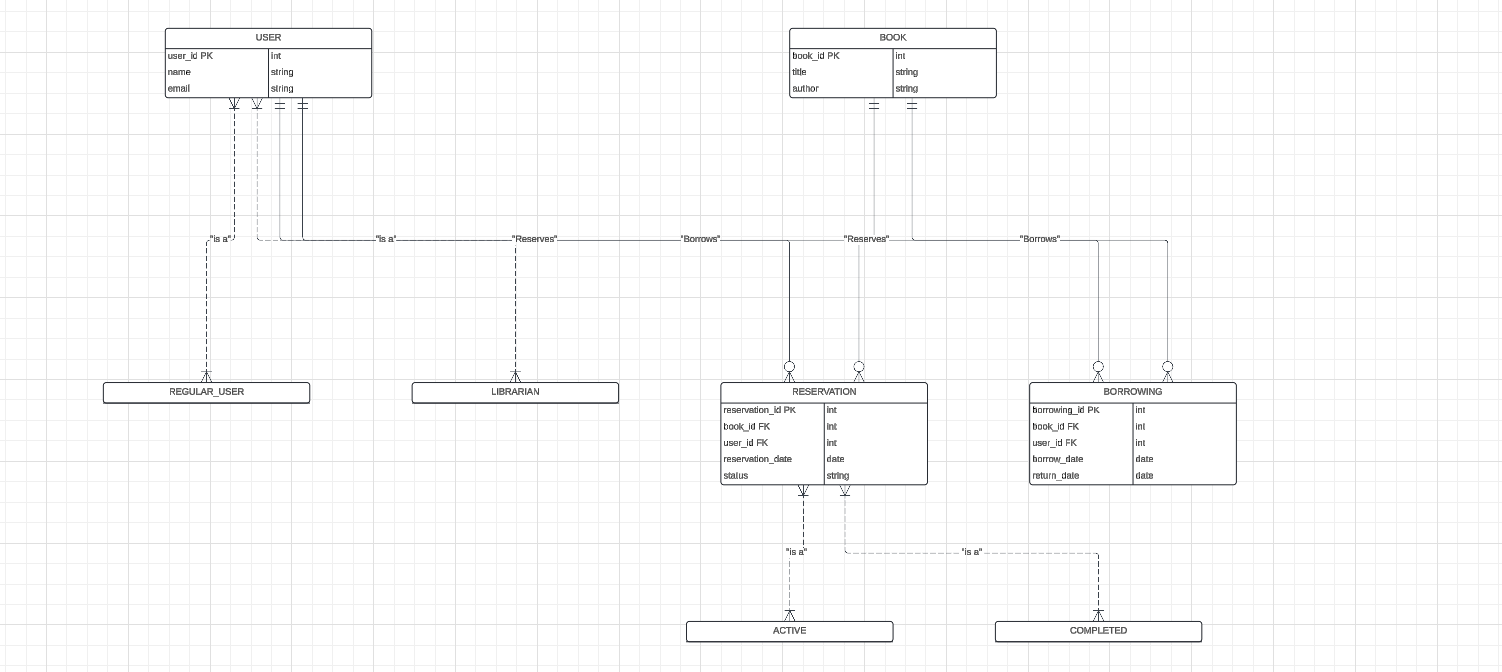 USER
user_id PK int
name string
email string
BOOK
book_id PK int
title string
author string
"is a"
"is a"
"Reserves"
"Borrows"
"Reserves"
"Borrows"
REGULAR_USER
LIBRARIAN
RESERVATION
reservation_id PK int
book_id FK int
user_id FK int
reservation_date date
status string
BORROWING
borrowing_id PK int
book_id FK int
user_id FK int
borrow_date date
return_date date
"is a"
"is a"
ACTIVE
COMPLETED